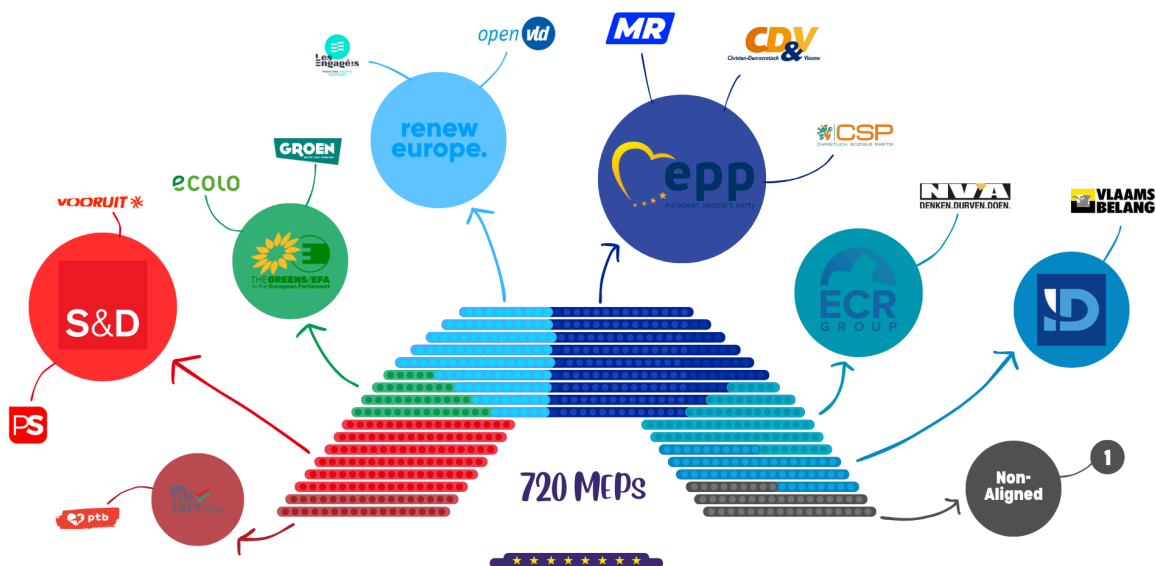 MR
open vld
CD&V
Christen-Democratisch & Vlaams
Les
Engagés
renew
europe.
CSP
CHRISTLICH SOZIALE PARTEI
GROEN
epp
european people's party
ecolo
N-VA
DENKEN.DURVEN.DOEN.
VLAAMS
BELANG
VOORUIT
THE GREENS/EFA
in the European Parliament
ECR
GROUP
ID
S&D
PS
720 MEPs
Non-
Aligned
1
THE
LEFT
ptb